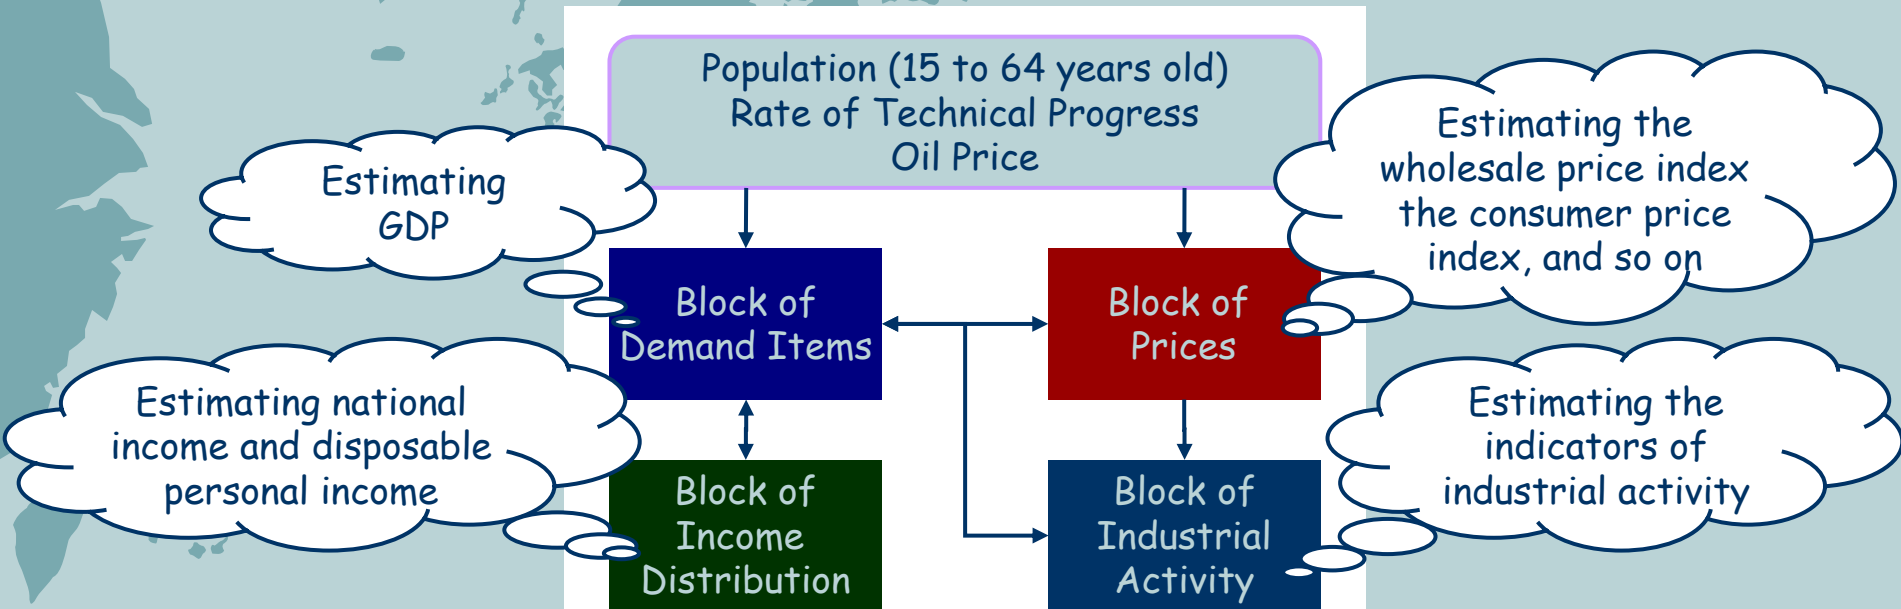 Population (15 to 64 years old)
Rate of Technical Progress
Oil Price
Estimating
GDP
Estimating the
wholesale price index
the consumer price
index, and so on
Block of
Demand Items
Block of
Prices
Estimating national
income and disposable
personal income
Estimating the
indicators of
industrial activity
Block of
Income
Distribution
Block of
Industrial
Activity